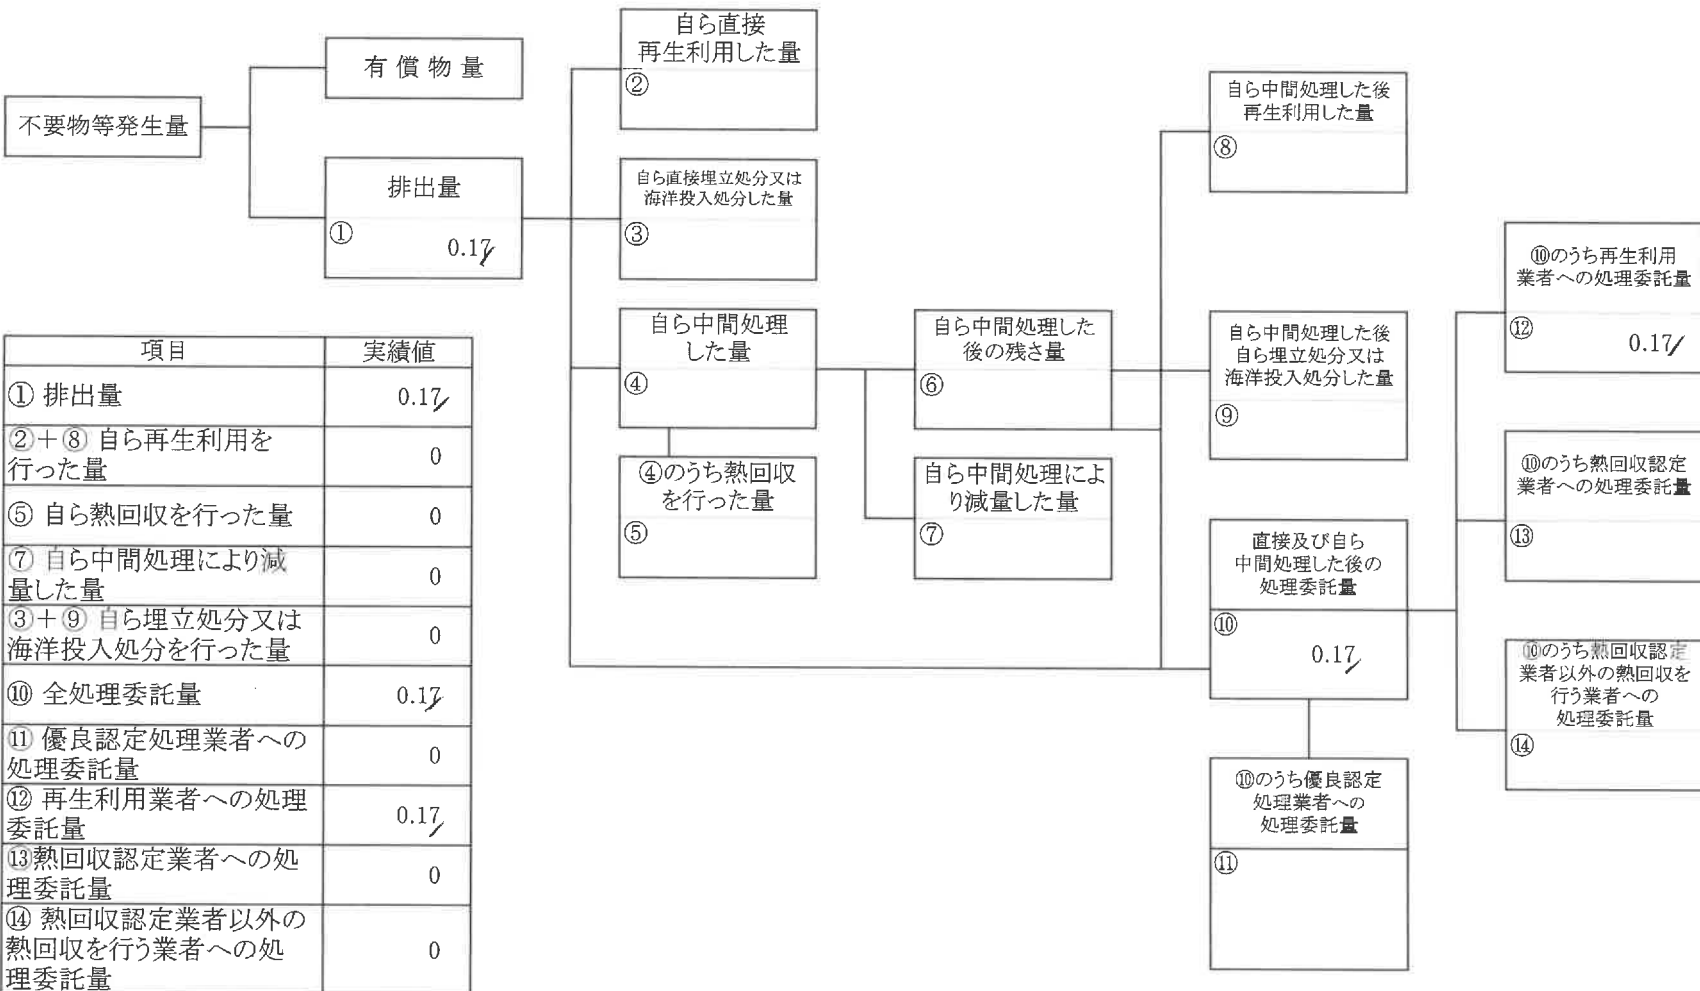 不要物等発生量
有償物量
排出量
①
0.17
自ら直接
再生利用した量
②
自ら直接埋立処分又は
海洋投入処分した量
③
自ら中間処理
した量
④
④のうち熱回収
を行った量
⑤
自ら中間処理した
後の残さ量
⑥
自ら中間処理によ
り減量した量
⑦
自ら中間処理した後
再生利用した量
⑧
自ら中間処理した後
自ら埋立処分又は
海洋投入処分した量
⑨
直接及び自ら
中間処理した後の
処理委託量
⑩
0.17
⑩のうち優良認定
処理業者への
処理委託量
⑪
⑩のうち再生利用
業者への処理委託量
⑫
0.17
⑩のうち熱回収認定
業者への処理委託量
⑬
⑩のうち熱回収認定
業者以外の熱回収を
行う業者への
処理委託量
⑭
項目 実績値
① 排出量 0.17
②+⑧ 自ら再生利用を
行った量 0
⑤ 自ら熱回収を行った量 0
⑦ 自ら中間処理により減
量した量 0
③+⑨ 自ら埋立処分又は
海洋投入処分を行った量 0
⑩ 全処理委託量 0.17
⑪ 優良認定処理業者への
処理委託量 0
⑫ 再生利用業者への処理
委託量 0.17
⑬熱回収認定業者への処
理委託量 0
⑭ 熱回収認定業者以外の
熱回収を行う業者への処
理委託量 0